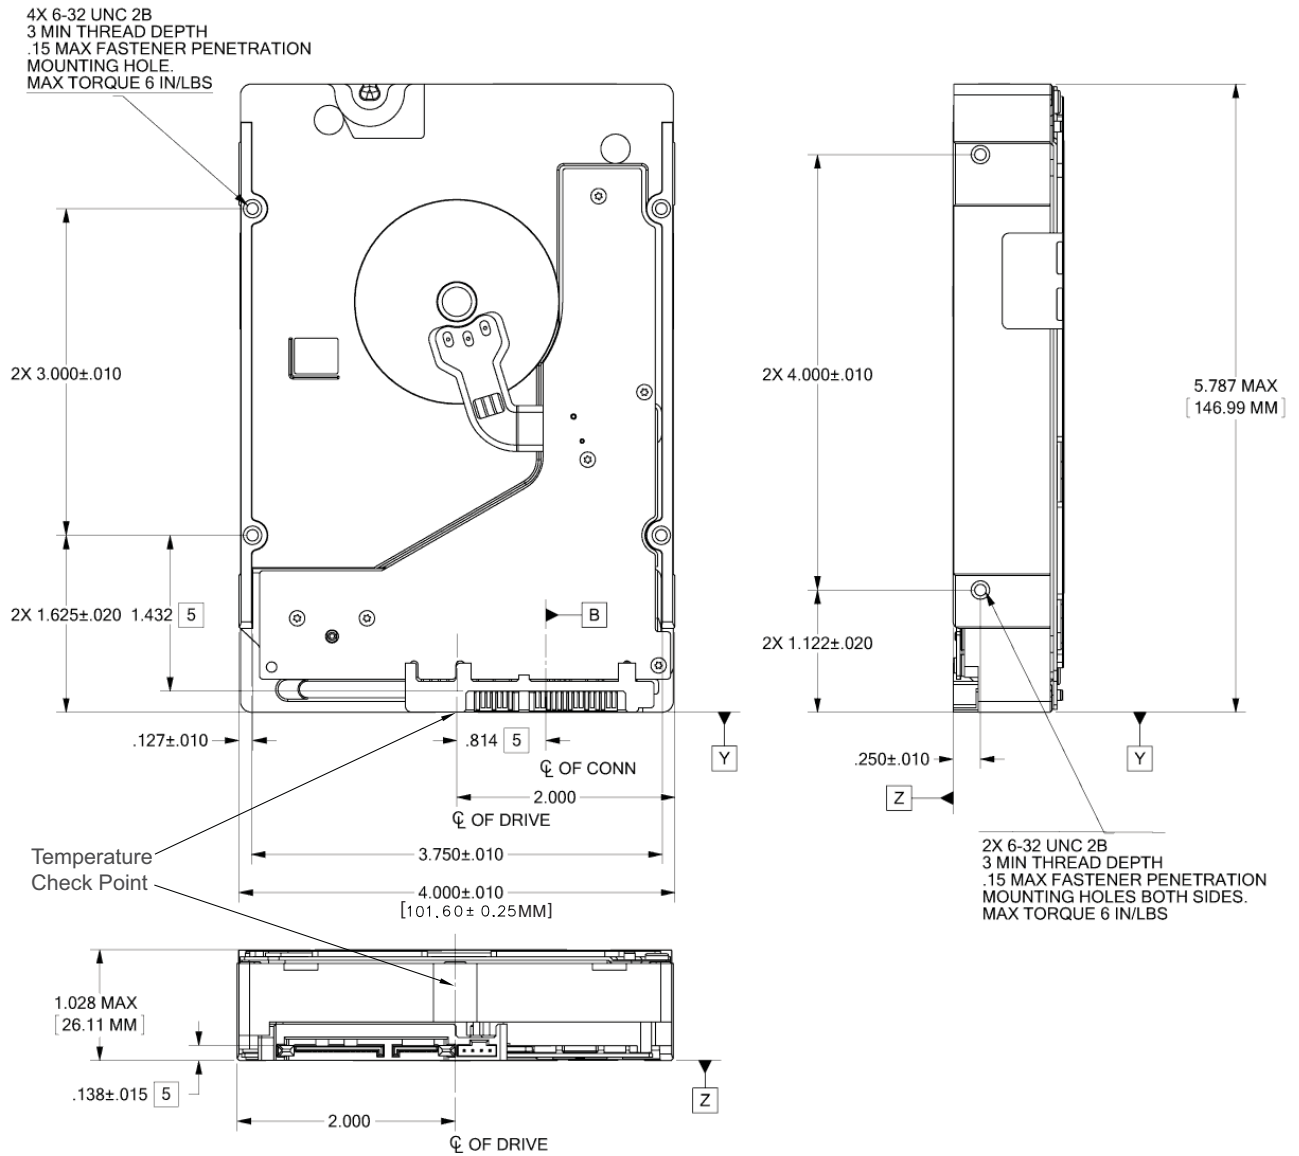 4X 6-32 UNC 2B
3 MIN THREAD DEPTH
.15 MAX FASTENER PENETRATION
MOUNTING HOLE.
MAX TORQUE 6 IN/LBS
2X 3.000±.010
2X 4.000±.010
5.787 MAX
[146.99 MM]
2X 1.625±.020
1.432 5
B
2X 1.122±.020
.127±.010
.814 5
Y
.250±.010
Y
℄ OF CONN
Z
2.000
℄ OF DRIVE
2X 6-32 UNC 2B
3 MIN THREAD DEPTH
.15 MAX FASTENER PENETRATION
MOUNTING HOLES BOTH SIDES.
MAX TORQUE 6 IN/LBS
Temperature
Check Point
3.750±.010
4.000±.010
[101.60±0.25MM]
1.028 MAX
[26.11 MM]
.138±.015 5
Z
2.000
℄ OF DRIVE